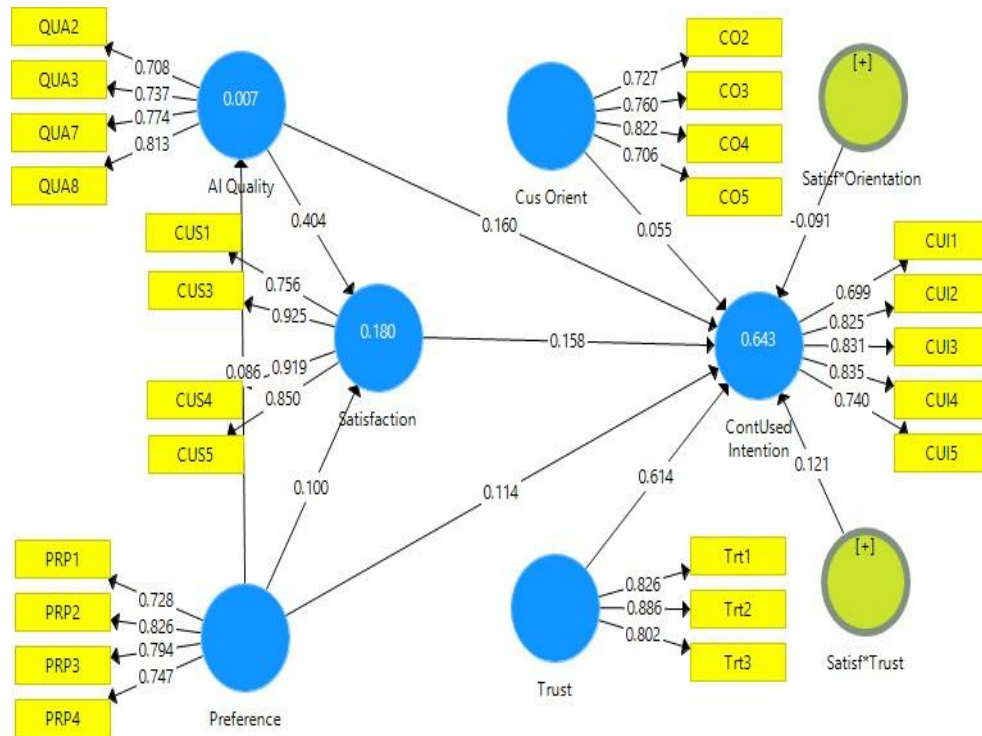 QUA2
QUA3
QUA7
QUA8
0.708
0.737
0.774
0.813
0.007
AI Quality
CO2
CO3
CO4
CO5
0.727
0.760
0.822
0.706
Cus Orient
[+]
Satisf*Orientation
0.404
0.160
0.055
-0.091
CUS1
CUS3
CUS4
CUS5
0.756
0.925
0.919
0.850
0.086
0.180
Satisfaction
0.158
0.643
ContUsed
Intention
CUI1
CUI2
CUI3
CUI4
CUI5
0.699
0.825
0.831
0.835
0.740
0.100
0.114
0.614
0.121
PRP1
PRP2
PRP3
PRP4
0.728
0.826
0.794
0.747
Preference
Trt1
Trt2
Trt3
0.826
0.886
0.802
Trust
[+]
Satisf*Trust